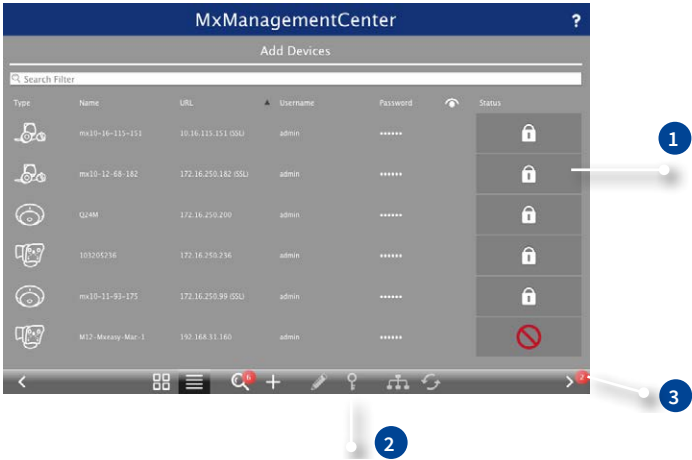 MxManagementCenter ?
Add Devices
Search Filter
Type Name URL Username Password Status
mx10-16-115-151 10.16.115.151 (SSL) admin ••••••
mx10-12-68-182 172.16.250.182 (SSL) admin ••••••
Q24M 172.16.250.200 admin ••••••
103205236 172.16.250.236 admin ••••••
mx10-11-93-175 172.16.250.99 (SSL) admin ••••••
M12-Mxeasy-Mac-1 192.168.31.160 admin ••••••
6 2
1
2
3